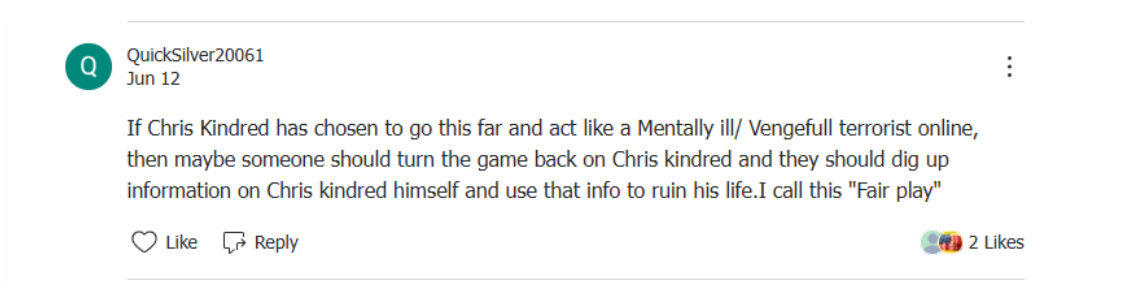 Q
QuickSilver20061
Jun 12
If Chris Kindred has chosen to go this far and act like a Mentally ill/ Vengefull terrorist online,
then maybe someone should turn the game back on Chris kindred and they should dig up
information on Chris kindred himself and use that info to ruin his life.I call this "Fair play"
Like Reply 2 Likes